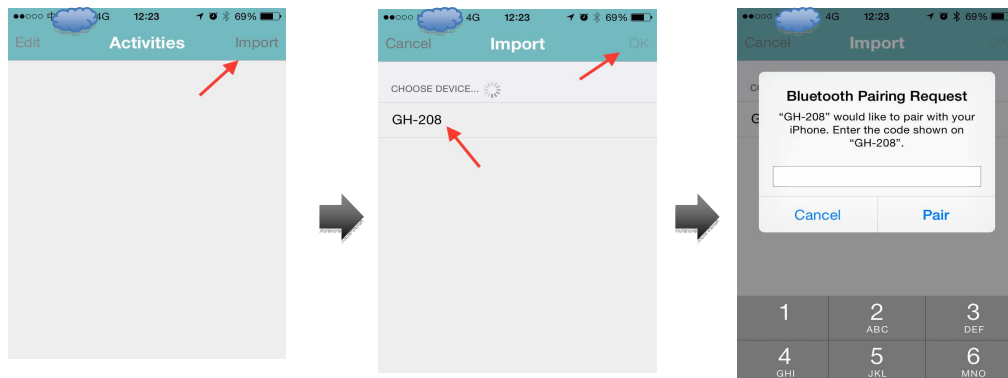 ●●○○○ 中 4G 12:23 69%
Edit Activities Import
●●○○○ 4G 12:23 69%
Cancel Import OK
CHOOSE DEVICE...
GH-208
●●○○○ 4G 12:23 69%
Cancel Import OK
Bluetooth Pairing Request
“GH-208” would like to pair with your
iPhone. Enter the code shown on
“GH-208”.
Cancel Pair
1 2 3
ABC DEF
4 5 6
GHI JKL MNO